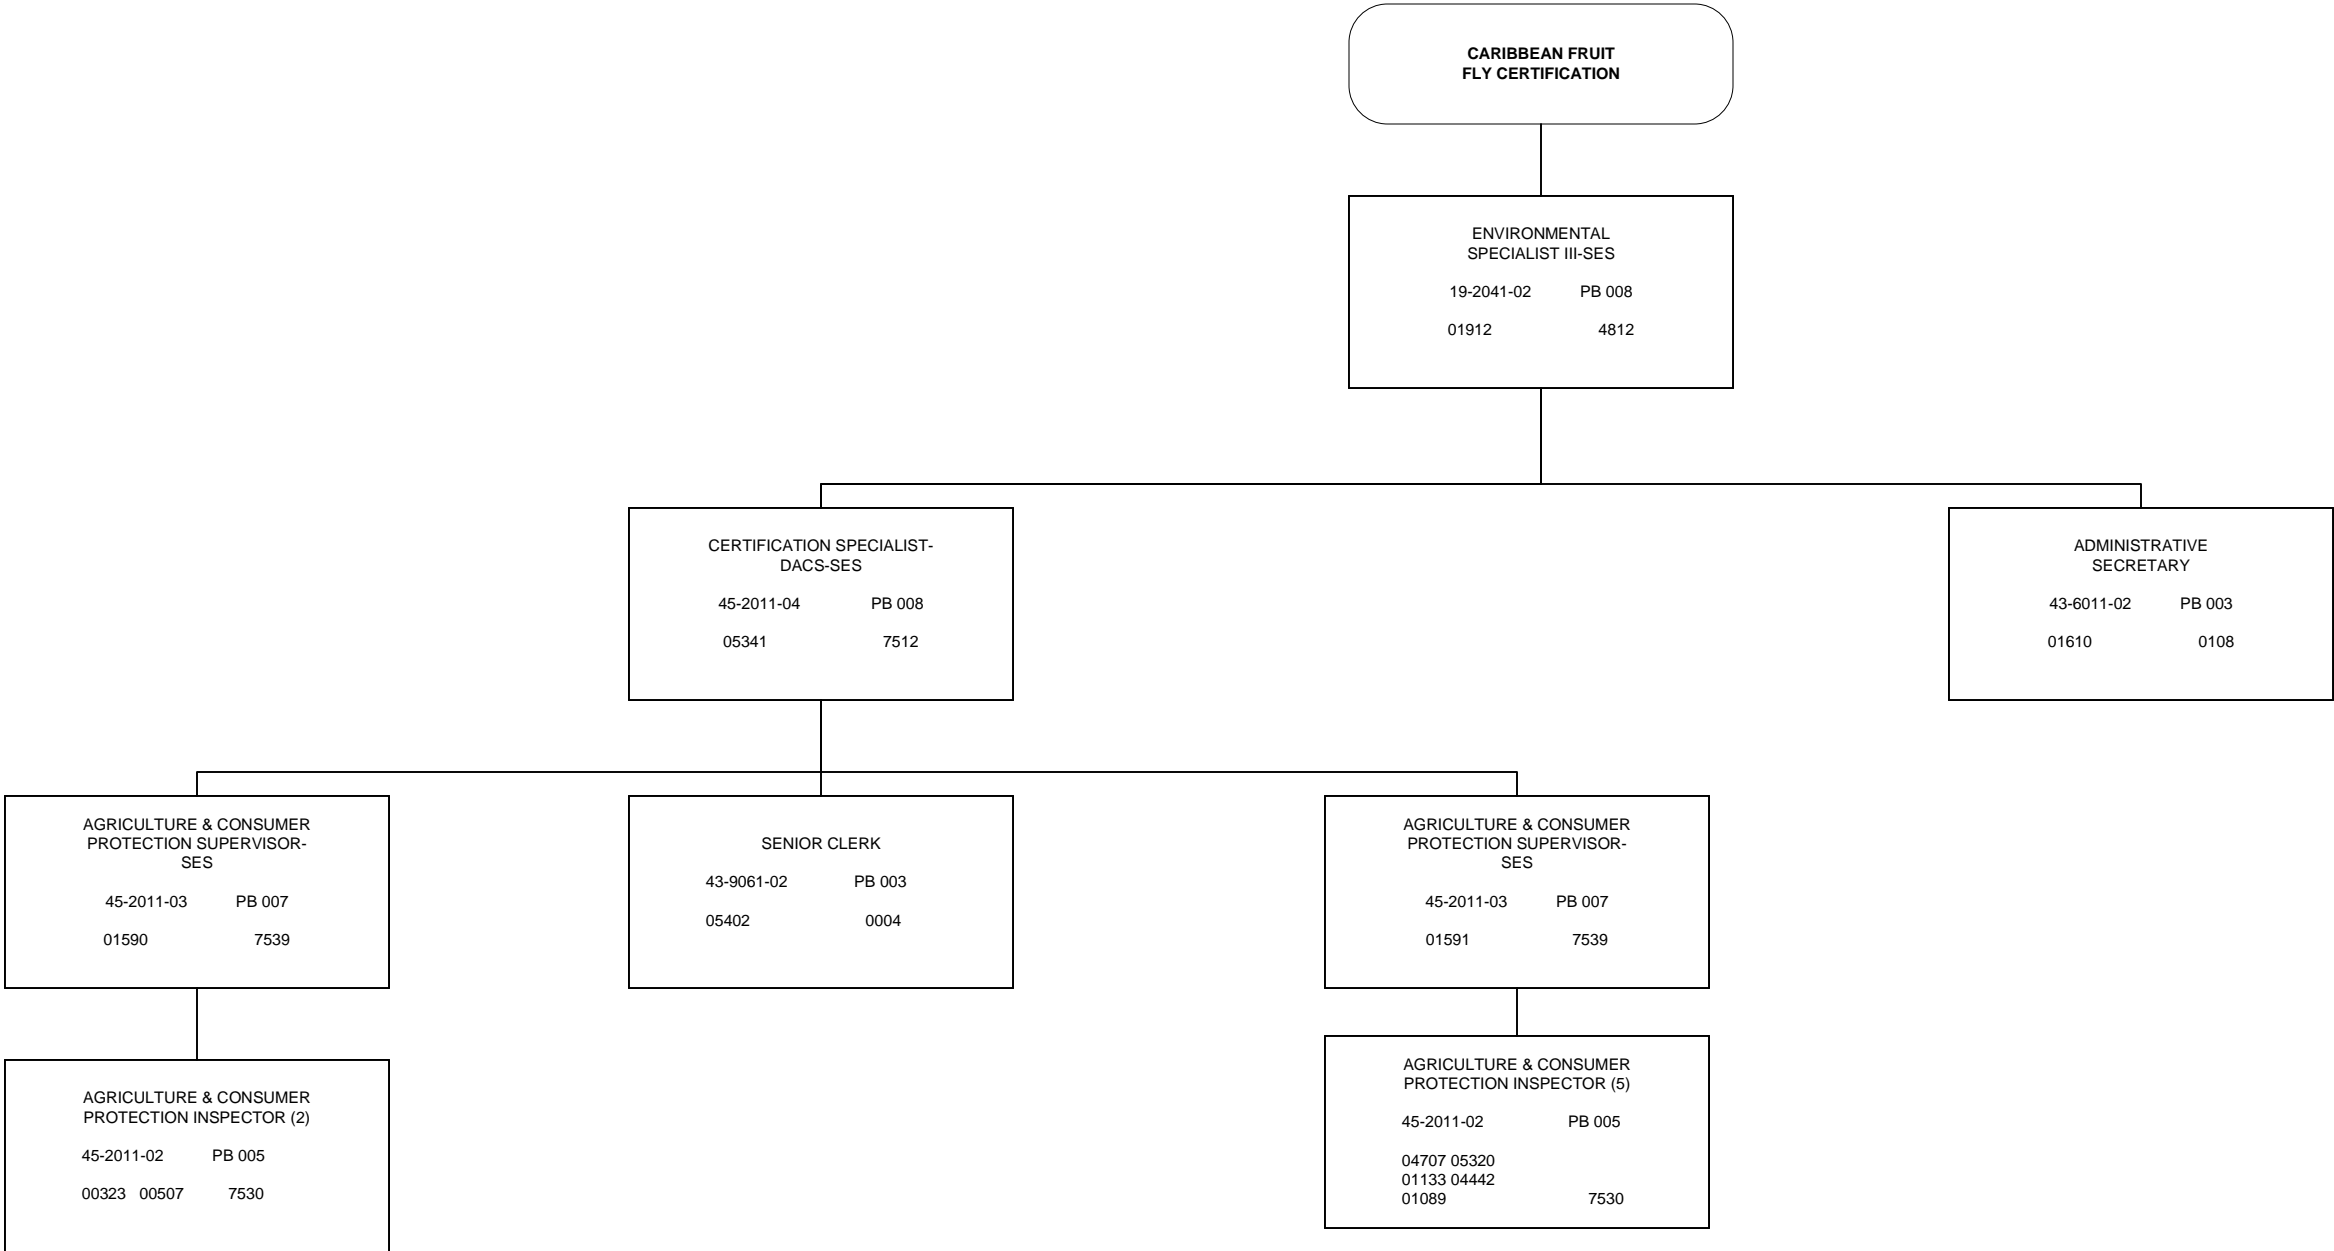 CARIBBEAN FRUIT
FLY CERTIFICATION
ENVIRONMENTAL
SPECIALIST III-SES
19-2041-02 PB 008
01912 4812
CERTIFICATION SPECIALIST-
DACS-SES
45-2011-04 PB 008
05341 7512
ADMINISTRATIVE
SECRETARY
43-6011-02 PB 003
01610 0108
AGRICULTURE & CONSUMER
PROTECTION SUPERVISOR-
SES
45-2011-03 PB 007
01590 7539
SENIOR CLERK
43-9061-02 PB 003
05402 0004
AGRICULTURE & CONSUMER
PROTECTION SUPERVISOR-
SES
45-2011-03 PB 007
01591 7539
AGRICULTURE & CONSUMER
PROTECTION INSPECTOR (2)
45-2011-02 PB 005
00323 00507 7530
AGRICULTURE & CONSUMER
PROTECTION INSPECTOR (5)
45-2011-02 PB 005
04707 05320
01133 04442
01089 7530